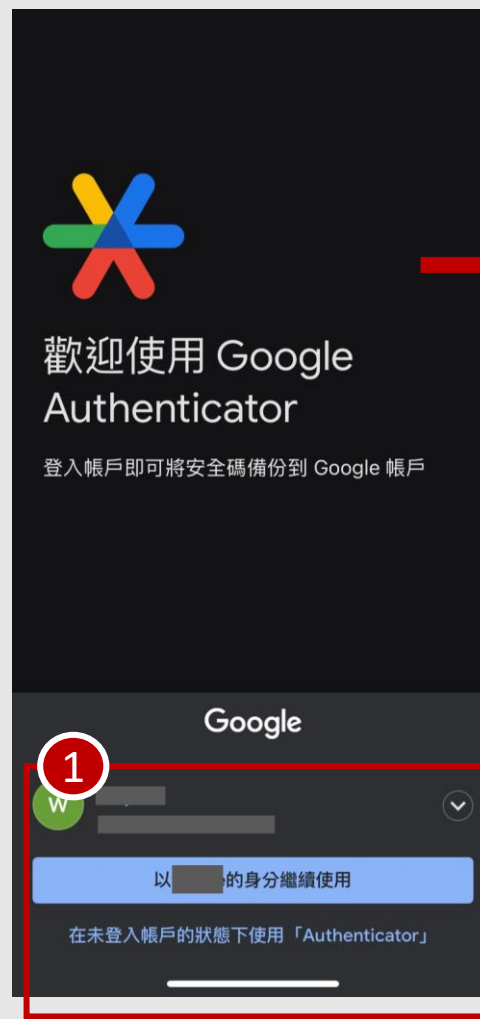 歡迎使用 Google
Authenticator
登入帳戶即可將安全碼備份到 Google 帳戶
Google
1
W
以 的身分繼續使用
在未登入帳戶的狀態下使用「Authenticator」